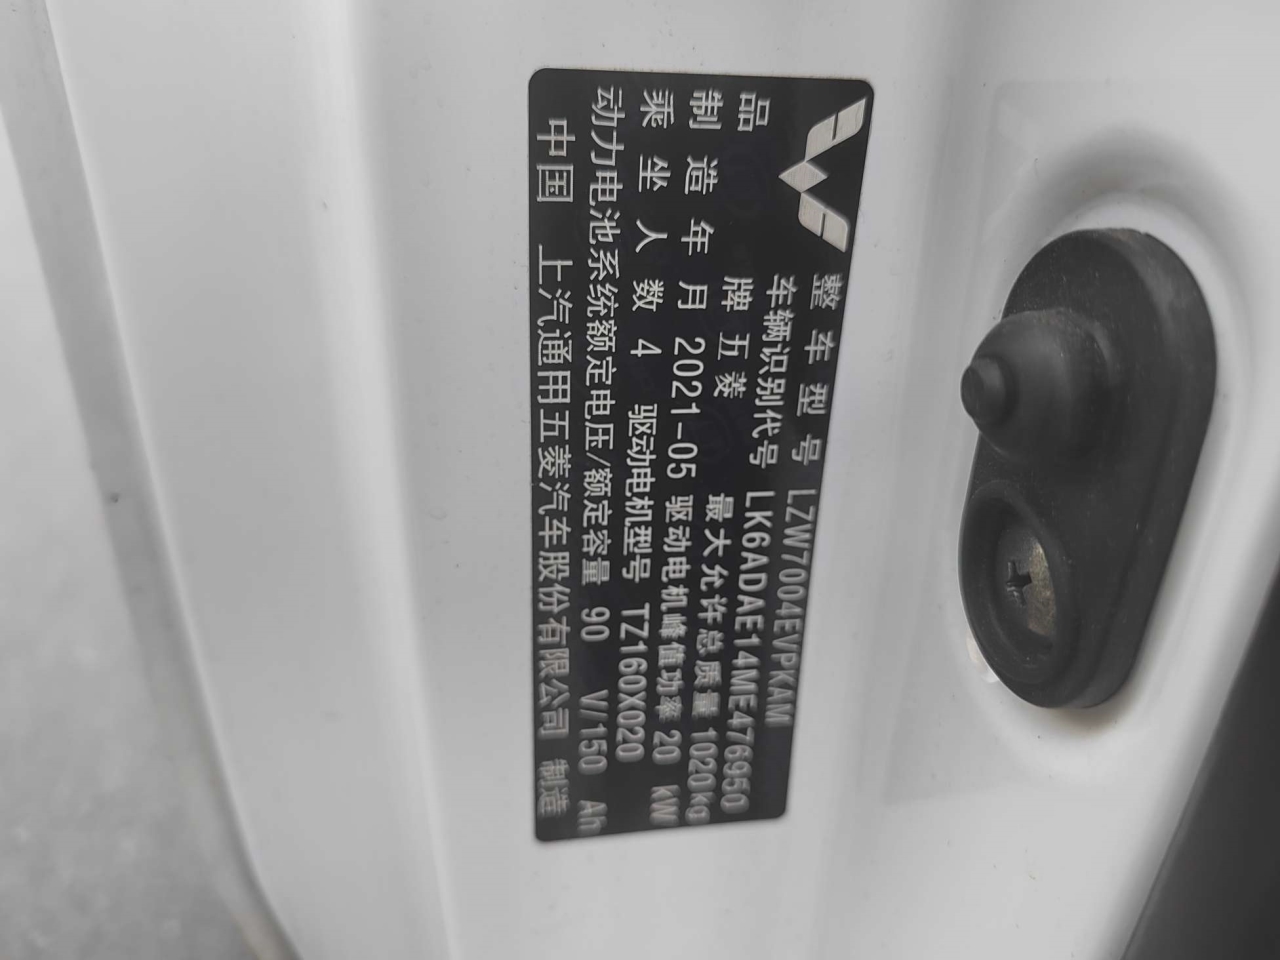 整车型号 LZW7004EVPKAM
车辆识别代号 LK6ADAE14ME476950
品牌 五菱 最大允许总质量 1020kg
制造年月 2021-05 驱动电机峰值功率 20 kW
乘坐人数 4 驱动电机型号 TZ160X020
动力电池系统额定电压/额定容量 90 V/150 Ah
中国 上汽通用五菱汽车股份有限公司 制造